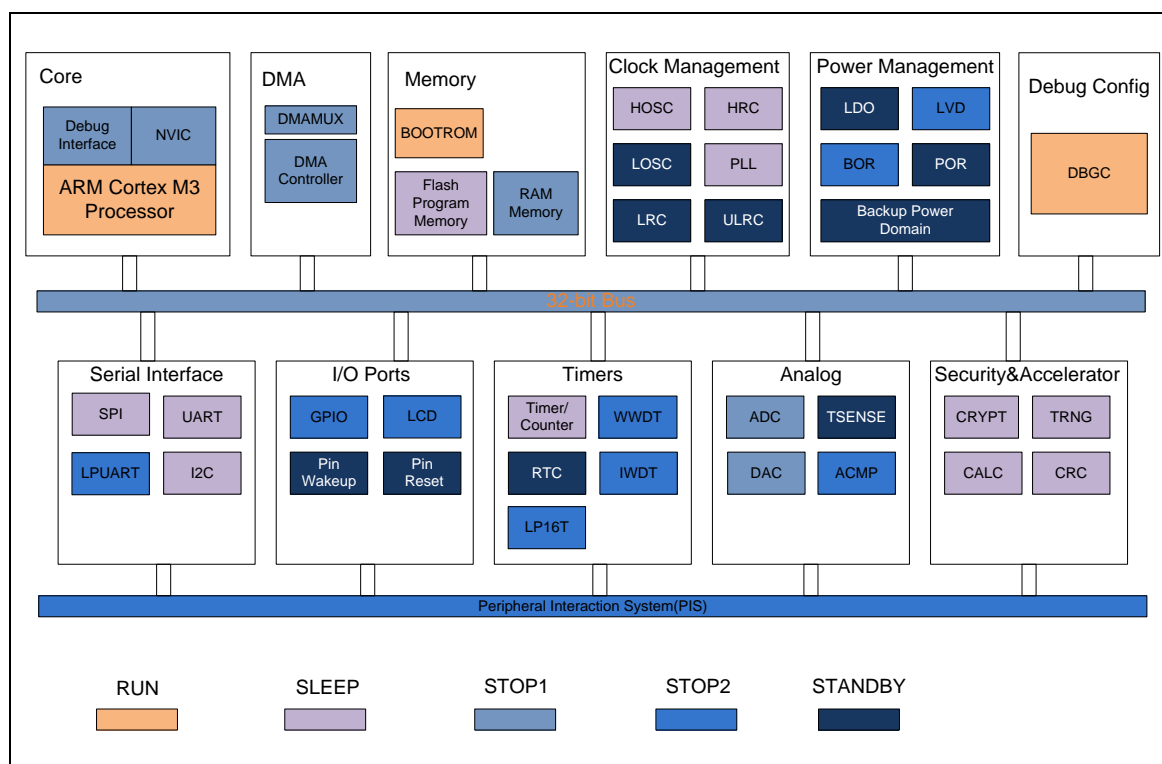 Core
Debug
Interface
NVIC
ARM Cortex M3
Processor
DMA
DMAMUX
DMA
Controller
Memory
BOOTROM
Flash
Program
Memory
RAM
Memory
Clock Management
HOSC
HRC
LOSC
PLL
LRC
ULRC
Power Management
LDO
LVD
BOR
POR
Backup Power
Domain
Debug Config
DBGC
32-bit Bus
Serial Interface
SPI
UART
LPUART
I2C
I/O Ports
GPIO
LCD
Pin
Wakeup
Pin
Reset
Timers
Timer/
Counter
WWDT
RTC
IWDT
LP16T
Analog
ADC
TSENSE
DAC
ACMP
Security&Accelerator
CRYPT
TRNG
CALC
CRC
Peripheral Interaction System(PIS)
RUN
SLEEP
STOP1
STOP2
STANDBY